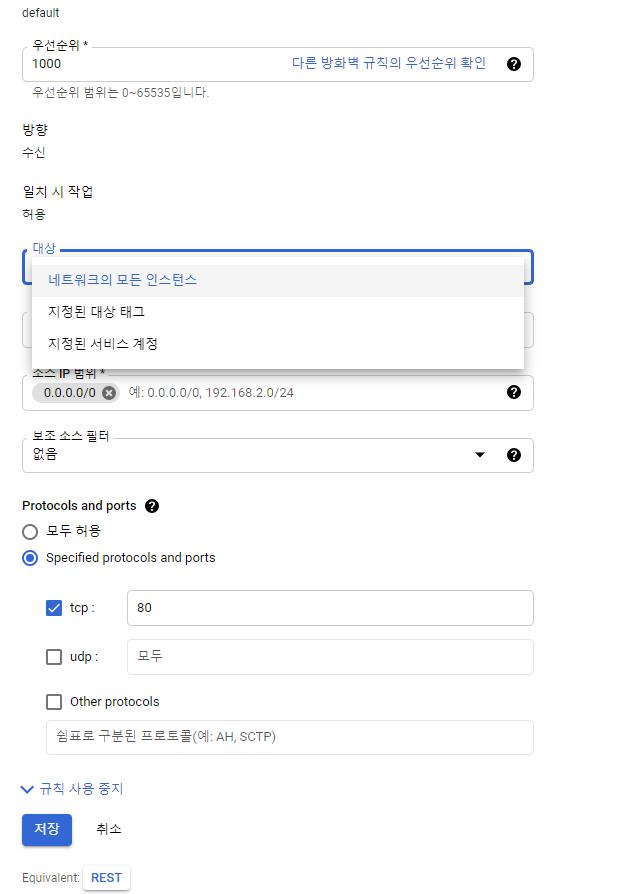 default
우선순위 *
1000 다른 방화벽 규칙의 우선순위 확인
우선순위 범위는 0~65535입니다.
방향
수신
일치 시 작업
허용
대상
네트워크의 모든 인스턴스
지정된 대상 태그
지정된 서비스 계정
소스 IP 범위 *
0.0.0.0/0 예: 0.0.0.0/0, 192.168.2.0/24
보조 소스 필터
없음
Protocols and ports
모두 허용
Specified protocols and ports
tcp : 80
udp : 모두
Other protocols
쉼표로 구분된 프로토콜(예: AH, SCTP)
규칙 사용 중지
저장 취소
Equivalent: REST